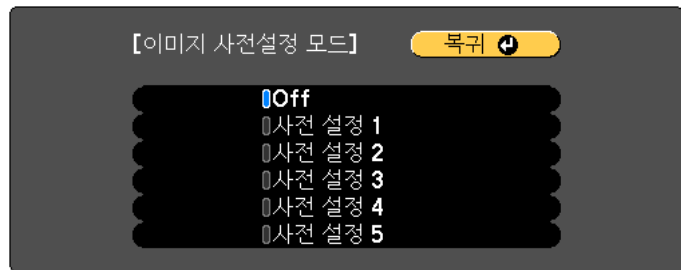 [이미지 사전설정 모드] 복귀
Off
사전 설정 1
사전 설정 2
사전 설정 3
사전 설정 4
사전 설정 5